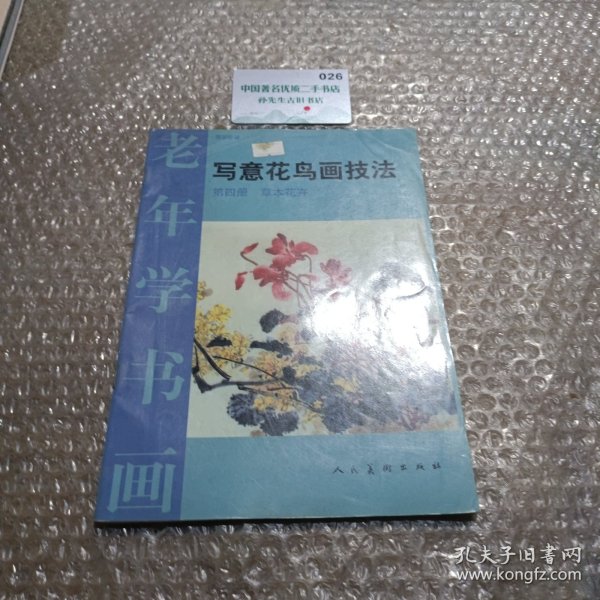 026
中国著名优质二手书店
孙先生古旧书店
老年学书画
写意花鸟画技法
第四册 草本花卉
人民美術出版社
孔夫子旧书网
www.kongfz.com